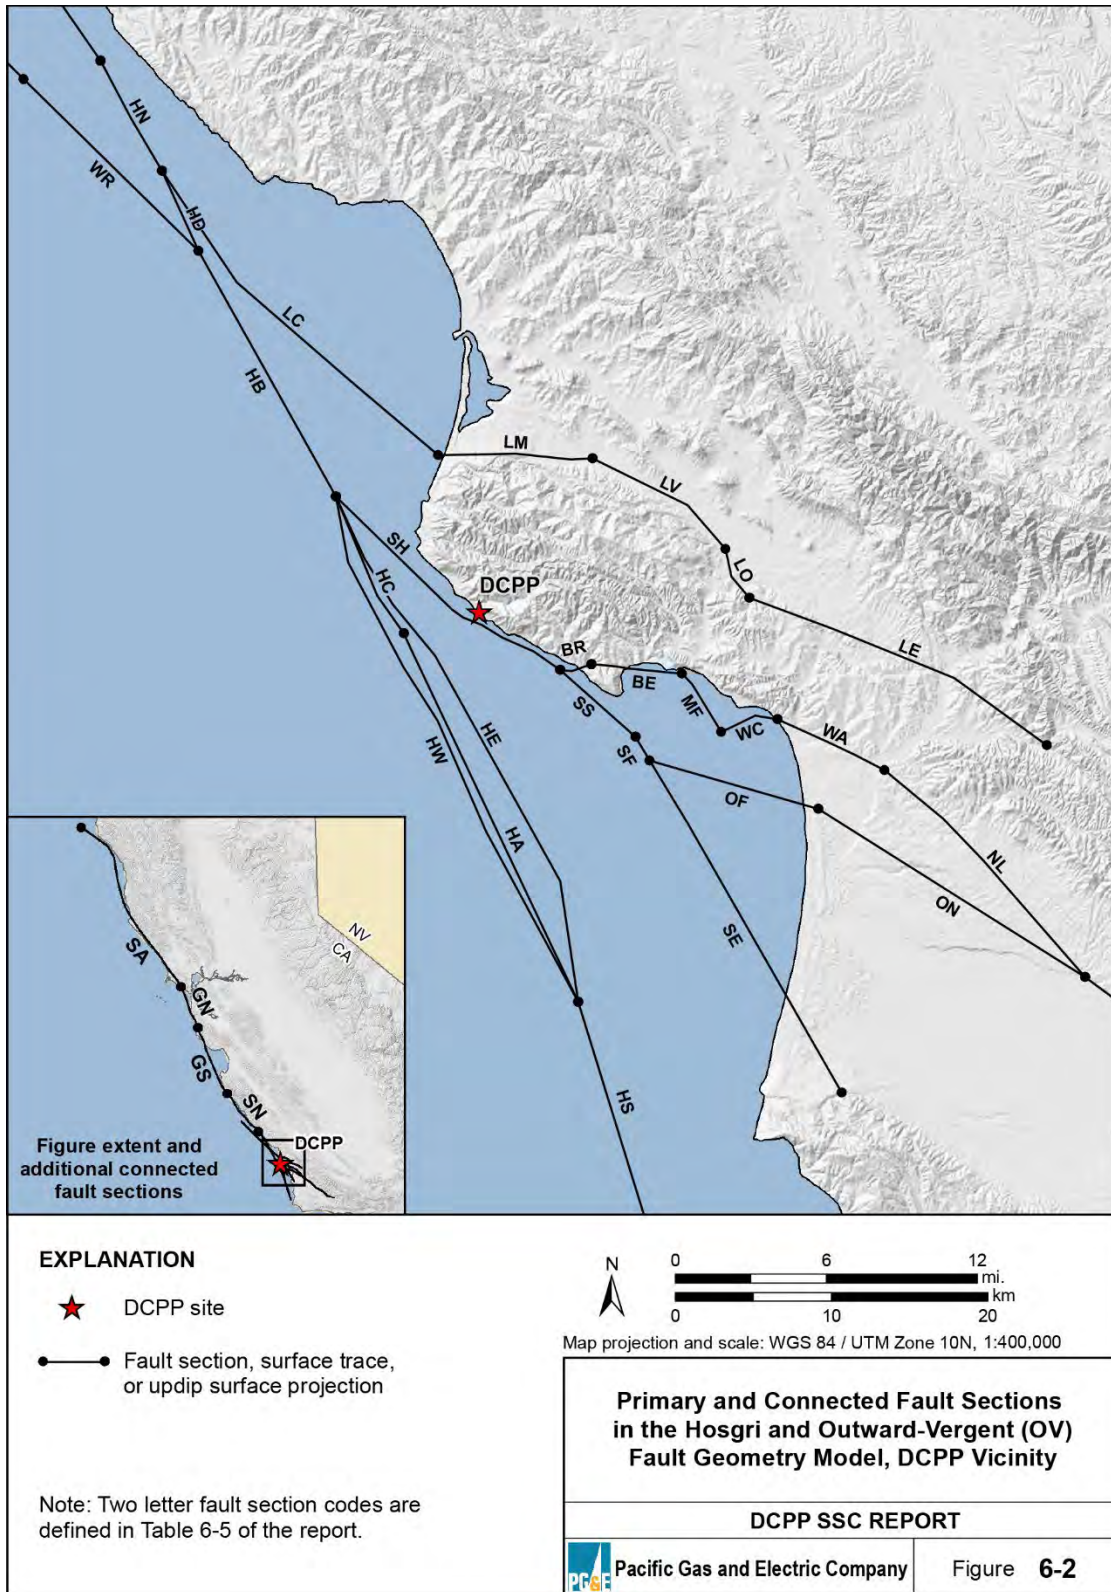 HN
WR
HD
LC
HB
LM
LV
SH
LO
HC
DCPP
LE
BR
BE
MF
SS
WC
WA
HE
SF
HW
OF
HA
NL
ON
SE
HS
NV
CA
SA
GN
GS
SN
DCPP
Figure extent and
additional connected
fault sections
EXPLANATION
DCPP site
Fault section, surface trace,
or updip surface projection
Note: Two letter fault section codes are
defined in Table 6-5 of the report.
N
0 6 12
mi.
km
0 10 20
Map projection and scale: WGS 84 / UTM Zone 10N, 1:400,000
Primary and Connected Fault Sections
in the Hosgri and Outward-Vergent (OV)
Fault Geometry Model, DCPP Vicinity
DCPP SSC REPORT
PG&E Pacific Gas and Electric Company
Figure 6-2